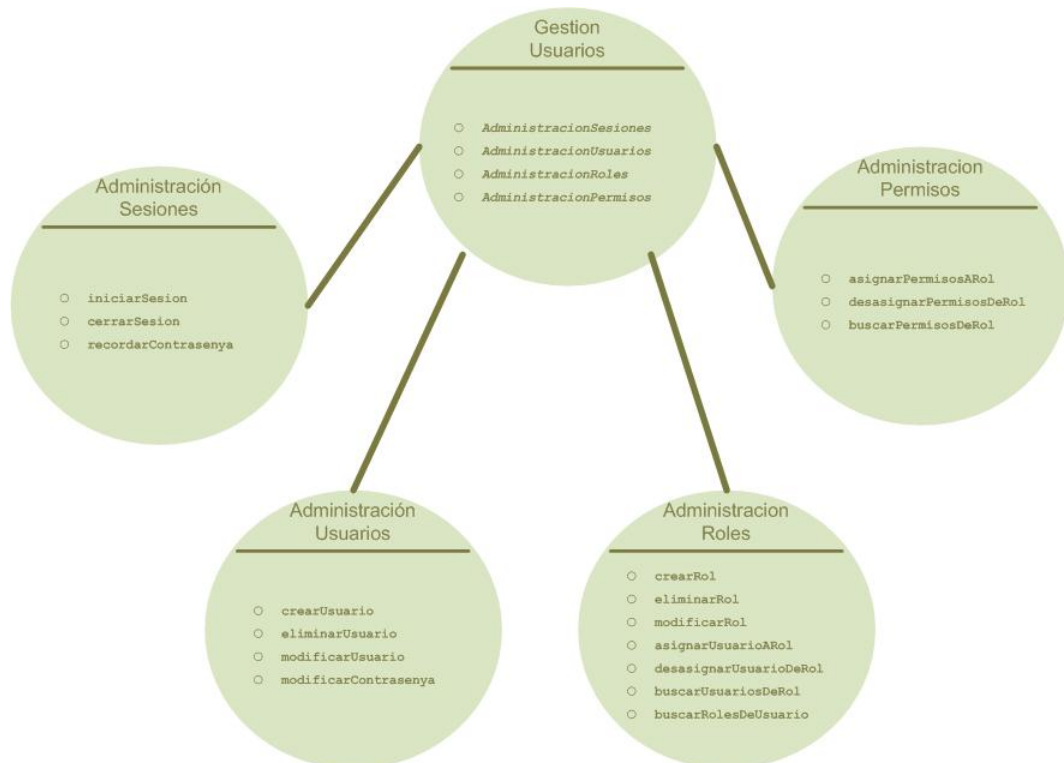 Gestion
Usuarios
AdministracionSesiones
AdministracionUsuarios
AdministracionRoles
AdministracionPermisos
Administración
Sesiones
iniciarSesion
cerrarSesion
recordarContrasenya
Administracion
Permisos
asignarPermisosARol
desasignarPermisosDeRol
buscarPermisosDeRol
Administración
Usuarios
crearUsuario
eliminarUsuario
modificarUsuario
modificarContrasenya
Administracion
Roles
crearRol
eliminarRol
modificarRol
asignarUsuarioARol
desasignarUsuarioDeRol
buscarUsuariosDeRol
buscarRolesDeUsuario